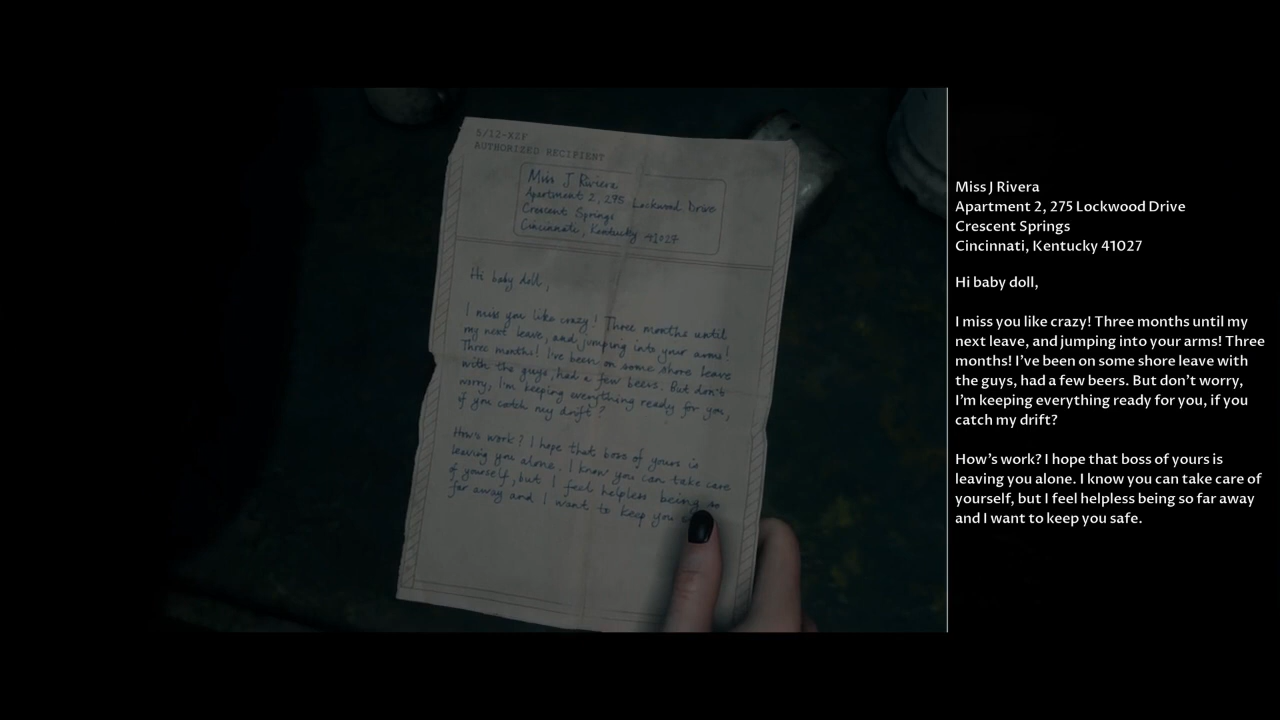 5/12-XZF
AUTHORIZED RECIPIENT
Miss J Riviera
Apartment 2, 275 Lockwood Drive
Crescent Springs
Cincinnati, Kentucky 41027
Hi baby doll,
I miss you like crazy! Three months until
my next leave, and jumping into your arms!
Three months! I've been on some shore leave
with the guys, had a few beers. But don't
worry, I'm keeping everything ready for you,
if you catch my drift?
How's work? I hope that boss of yours is
leaving you alone. I know you can take care
of yourself, but I feel helpless being so
far away and I want to keep you
Miss J Rivera
Apartment 2, 275 Lockwood Drive
Crescent Springs
Cincinnati, Kentucky 41027
Hi baby doll,
I miss you like crazy! Three months until my
next leave, and jumping into your arms! Three
months! I've been on some shore leave with
the guys, had a few beers. But don't worry,
I'm keeping everything ready for you, if you
catch my drift?
How's work? I hope that boss of yours is
leaving you alone. I know you can take care of
yourself, but I feel helpless being so far away
and I want to keep you safe.